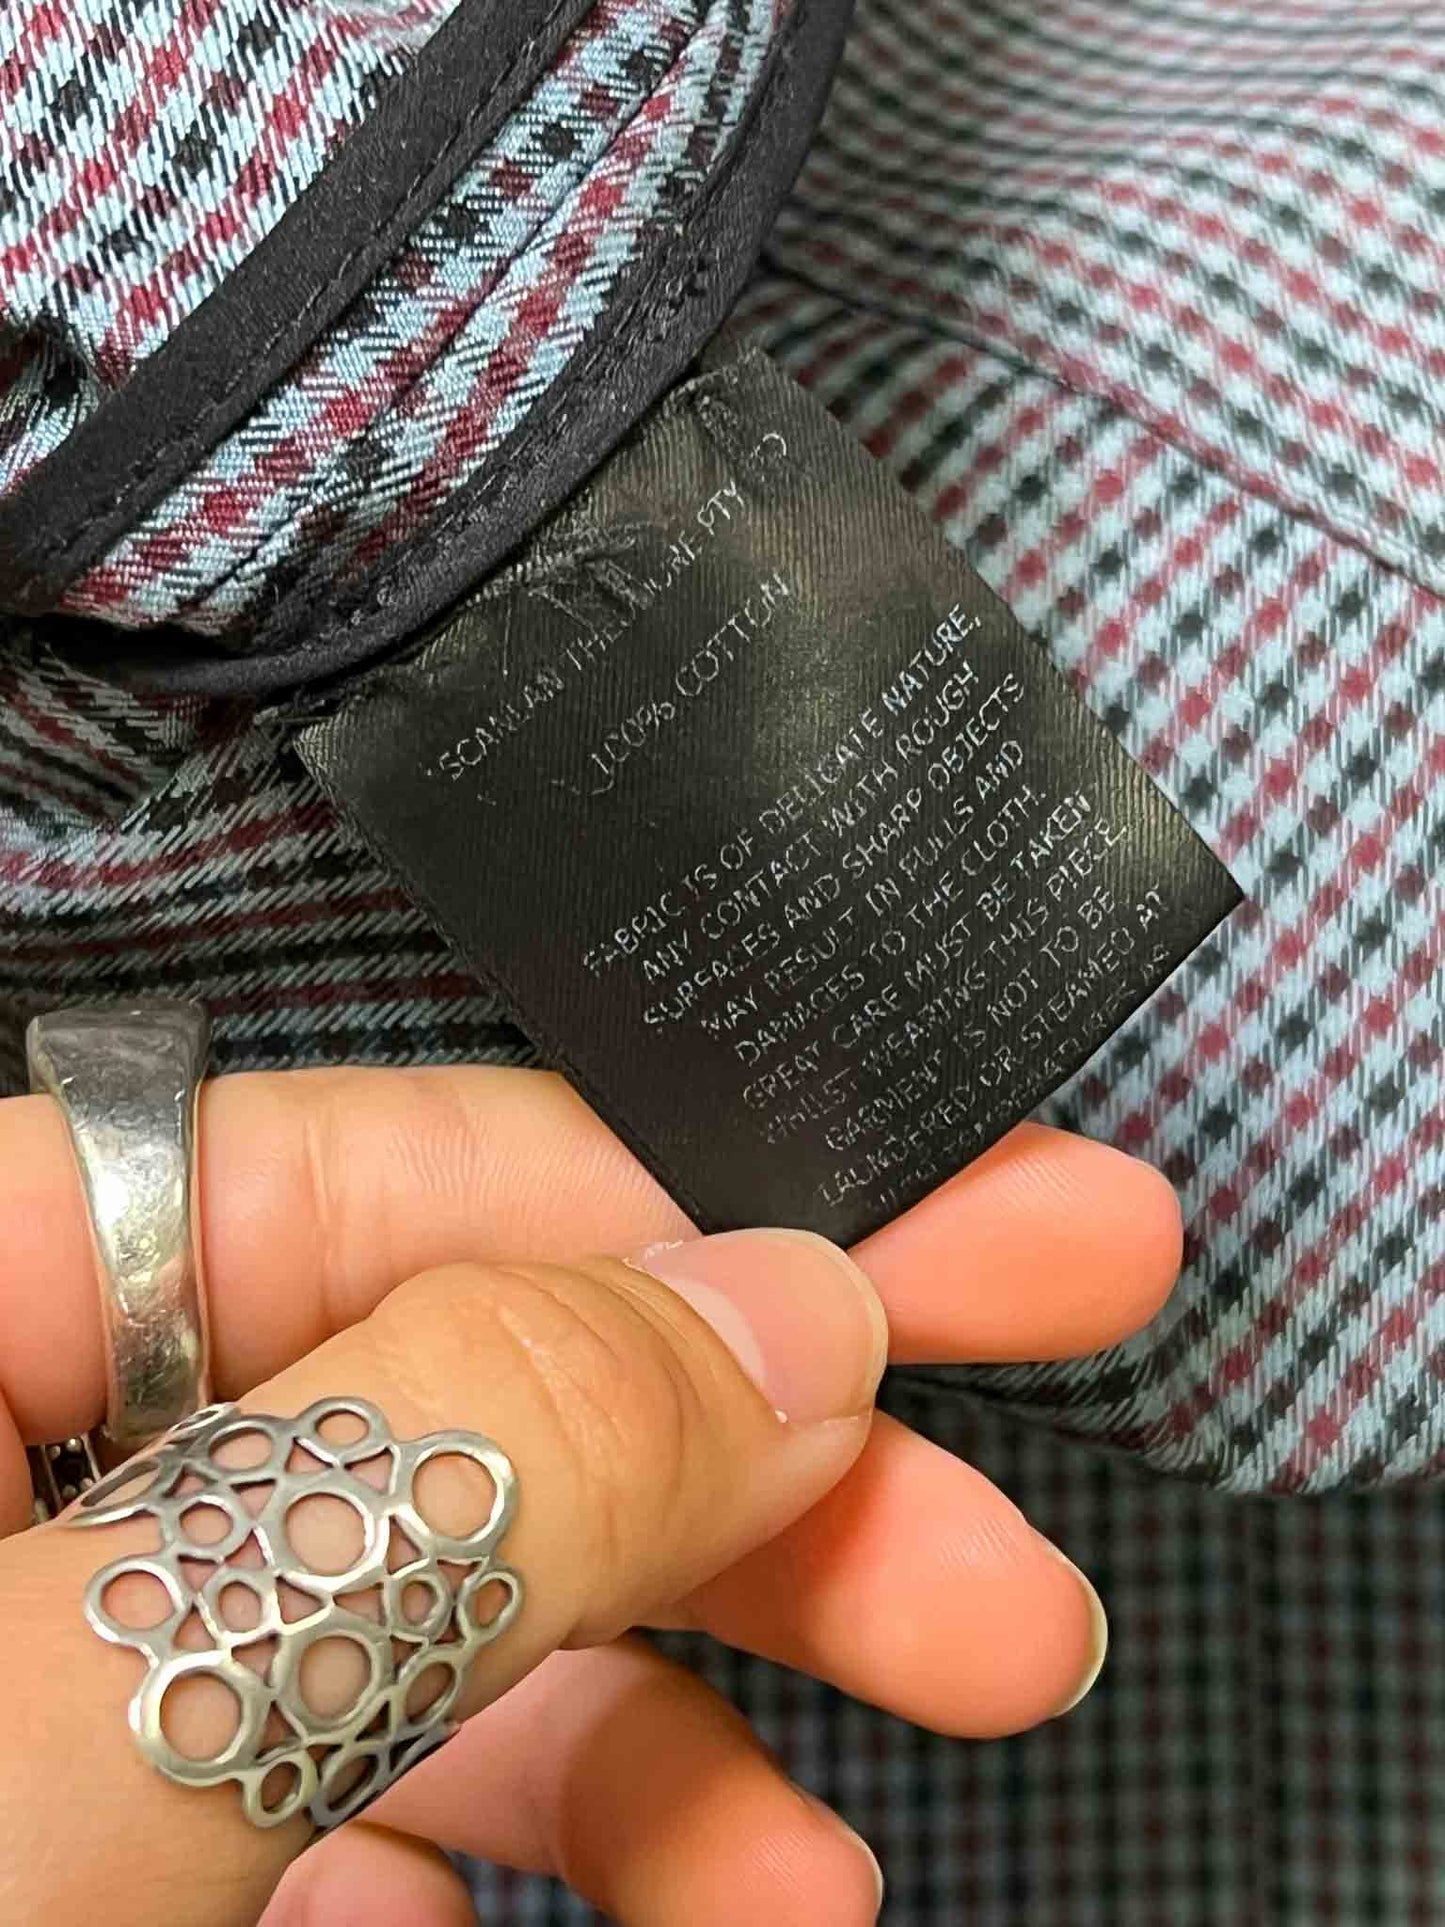 SCANLAN THEODORE PTY
100% COTTON
FABRIC IS OF DELICATE NATURE,
ANY CONTACT WITH ROUGH
SURFACES AND SHARP OBJECTS
MAY RESULT IN PULLS AND
DAMAGES TO THE CLOTH.
GREAT CARE MUST BE TAKEN
WHILST WEARING THIS PIECE.
GARMENT IS NOT TO BE
LAUNDERED OR STEAMED AT